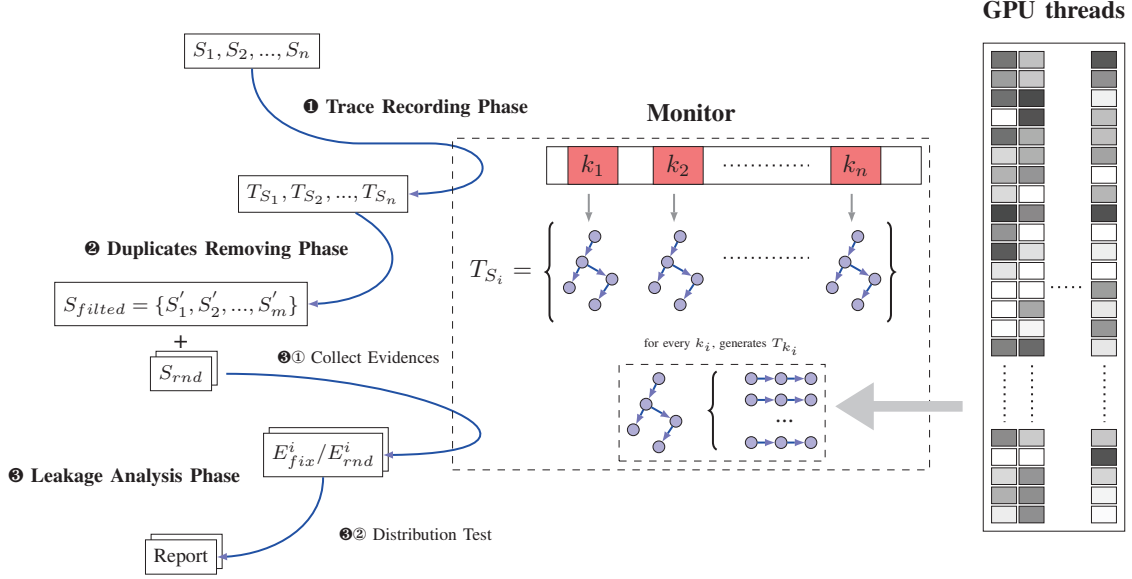 GPU threads
S_1, S_2, ..., S_n
❶ Trace Recording Phase
Monitor
k_1 k_2 ............... k_n
T_{S_1}, T_{S_2}, ..., T_{S_n}
❷ Duplicates Removing Phase
T_{S_i} = { ............... }
S_{filted} = {S'_1, S'_2, ..., S'_m}
+
for every k_i, generates T_{k_i}
❸① Collect Evidences
S_{rnd}
...
E^i_{fix}/E^i_{rnd}
❸ Leakage Analysis Phase
❸② Distribution Test
Report